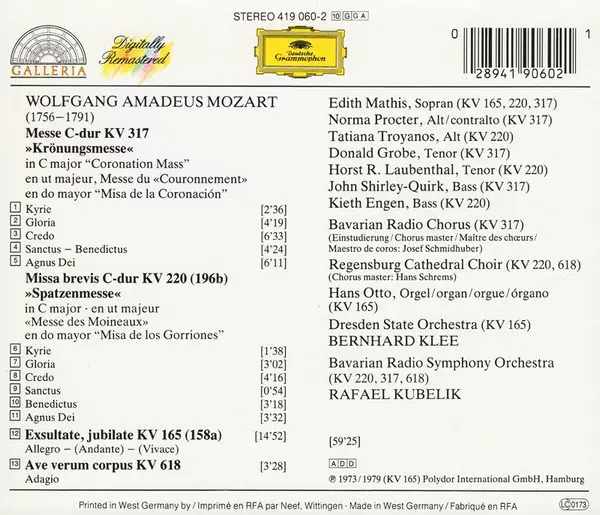 STEREO 419 060-2 10 G G A
GALLERIA
Digitally
Remastered
Deutsche
Grammophon
0 1
28941 90602
WOLFGANG AMADEUS MOZART
(1756–1791)
Messe C-dur KV 317
»Krönungsmesse«
in C major “Coronation Mass”
en ut majeur, Messe du «Couronnement»
en do mayor “Misa de la Coronación”
1 Kyrie [2'36]
2 Gloria [4'19]
3 Credo [6'33]
4 Sanctus – Benedictus [4'24]
5 Agnus Dei [6'11]
Missa brevis C-dur KV 220 (196b)
»Spatzenmesse«
in C major · en ut majeur
«Messe des Moineaux»
en do mayor “Misa de los Gorriones”
6 Kyrie [1'38]
7 Gloria [3'02]
8 Credo [4'16]
9 Sanctus [0'54]
10 Benedictus [3'18]
11 Agnus Dei [3'32]
12 Exsultate, jubilate KV 165 (158a) [14'52]
Allegro – (Andante) – (Vivace)
13 Ave verum corpus KV 618 [3'28]
Adagio
Edith Mathis, Sopran (KV 165, 220, 317)
Norma Procter, Alt/contralto (KV 317)
Tatiana Troyanos, Alt (KV 220)
Donald Grobe, Tenor (KV 317)
Horst R. Laubenthal, Tenor (KV 220)
John Shirley-Quirk, Bass (KV 317)
Kieth Engen, Bass (KV 220)
Bavarian Radio Chorus (KV 317)
(Einstudierung / Chorus master / Maître des chœurs /
Maestro de coros: Josef Schmidhuber)
Regensburg Cathedral Choir (KV 220, 618)
(Chorus master: Hans Schrems)
Hans Otto, Orgel/organ/orgue/órgano
(KV 165)
Dresden State Orchestra (KV 165)
BERNHARD KLEE
Bavarian Radio Symphony Orchestra
(KV 220, 317, 618)
RAFAEL KUBELIK
[59'25]
A D D
℗ 1973 / 1979 (KV 165) Polydor International GmbH, Hamburg
Printed in West Germany by / Imprimé en RFA par Neef, Wittingen · Made in West Germany / Fabriqué en RFA
LC 0173